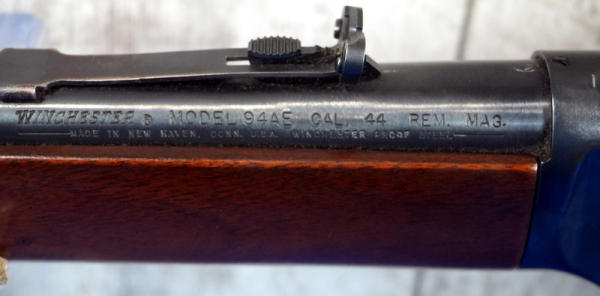 WINCHESTER ® MODEL 94AE CAL. 44 REM. MAG.
MADE IN NEW HAVEN, CONN. U.S.A. WINCHESTER PROOF STEEL